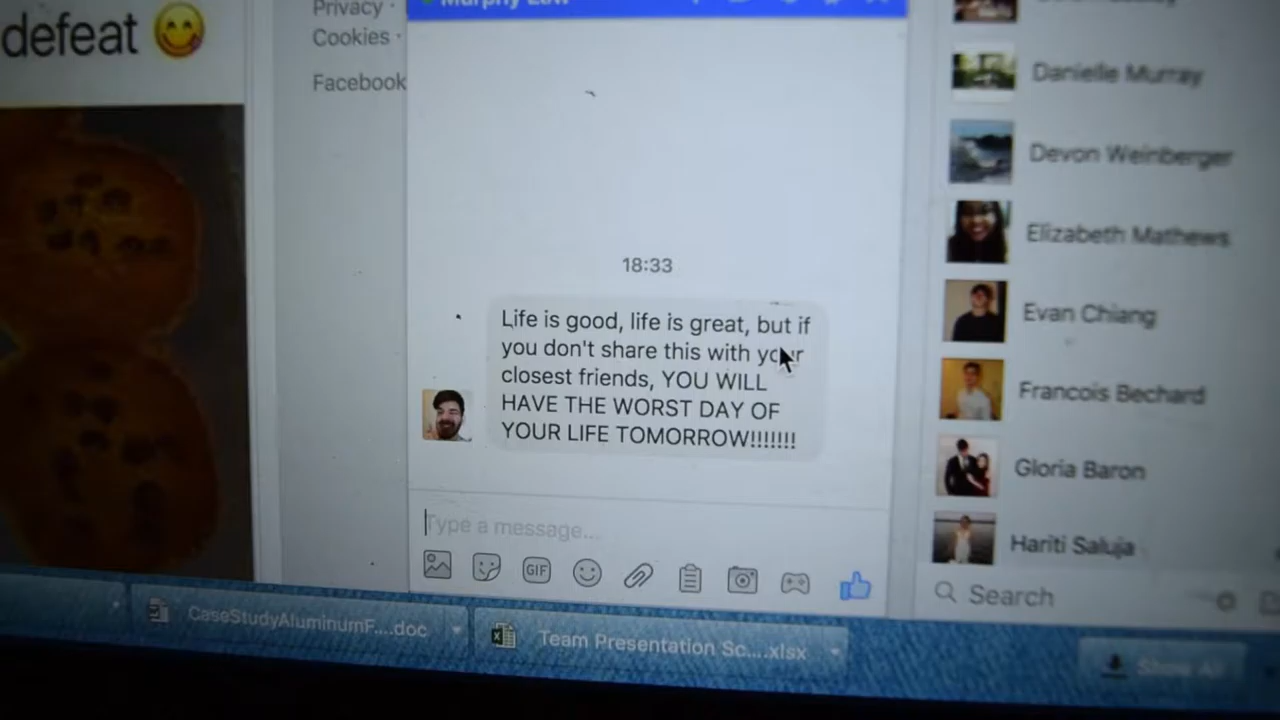 defeat 😋
Privacy ·
Cookies ·
Facebook
Murphy Law
18:33
Life is good, life is great, but if
you don't share this with your
closest friends, YOU WILL
HAVE THE WORST DAY OF
YOUR LIFE TOMORROW!!!!!!!
Type a message...
GIF
Danielle Murray
Devon Weinberger
Elizabeth Mathews
Evan Chiang
Francois Bechard
Gloria Baron
Hariti Saluja
Search
CaseStudyAluminumF....doc
Team Presentation Sc....xlsx
Show All